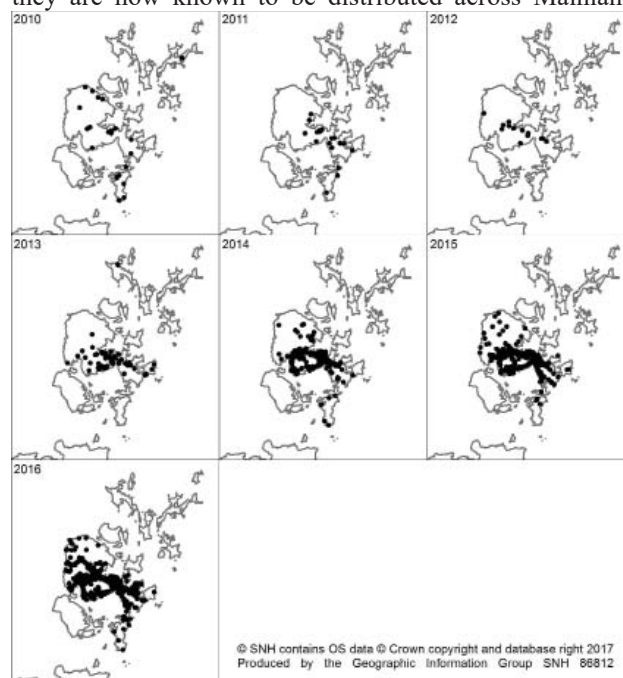 they are now known to be distributed across Mainland
2010 2011 2012
2013 2014 2015
2016
© SNH contains OS data © Crown copyright and database right 2017
Produced by the Geographic Information Group SNH 86812